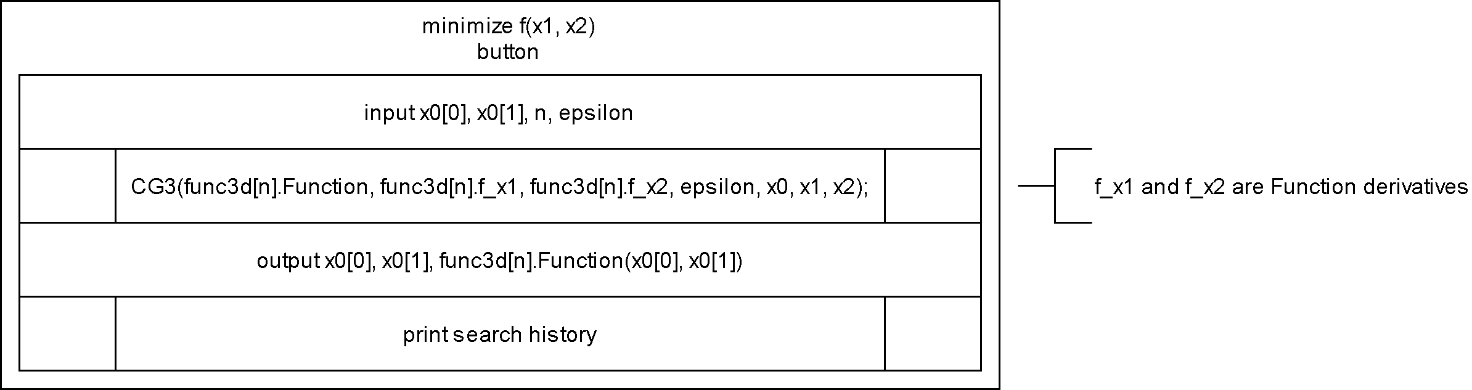 minimize f(x1, x2)
button
input x0[0], x0[1], n, epsilon
CG3(func3d[n].Function, func3d[n].f_x1, func3d[n].f_x2, epsilon, x0, x1, x2);
f_x1 and f_x2 are Function derivatives
output x0[0], x0[1], func3d[n].Function(x0[0], x0[1])
print search history